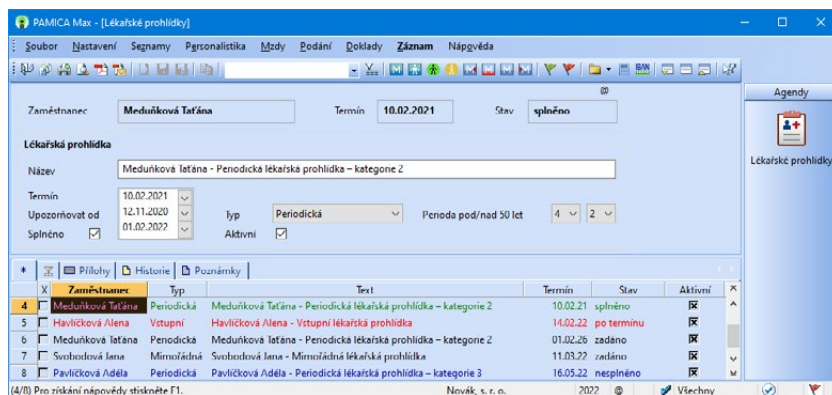 PAMICA Max - [Lékařské prohlídky]
Soubor Nastavení Seznamy Personalistika Mzdy Podání Doklady Záznam Nápověda
@
Zaměstnanec Meduňková Taťána Termín 10.02.2021 Stav splněno
Lékařská prohlídka
Název Meduňková Taťána - Periodická lékařská prohlídka – kategorie 2
Termín 10.02.2021
Upozorňovat od 12.11.2020 Typ Periodická Perioda pod/nad 50 let 4 2
Splněno 01.02.2022 Aktivní
Agendy
Lékařské prohlídky
* Přílohy Historie Poznámky
X Zaměstnanec Typ Text Termín Stav Aktivní
4 Meduňková Taťána Periodická Meduňková Taťána - Periodická lékařská prohlídka – kategorie 2 10.02.21 splněno
5 Havlíčková Alena Vstupní Havlíčková Alena - Vstupní lékařská prohlídka 14.02.22 po termínu
6 Meduňková Taťána Periodická Meduňková Taťána - Periodická lékařská prohlídka – kategorie 2 01.02.26 zadáno
7 Svobodová Jana Mimořádná Svobodová Jana - Mimořádná lékařská prohlídka 11.03.22 zadáno
8 Pavlíčková Adéla Periodická Pavlíčková Adéla - Periodická lékařská prohlídka – kategorie 3 16.05.22 nesplněno
(4/8) Pro získání nápovědy stiskněte F1. Novák, s. r. o. 2022 @ Všechny